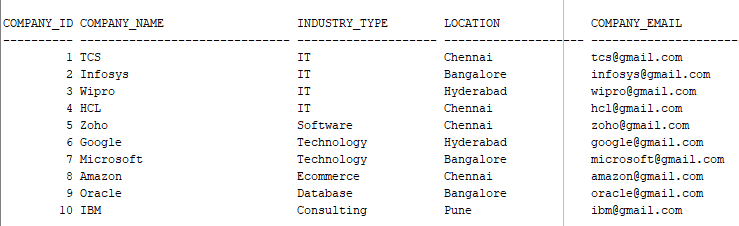 COMPANY_ID COMPANY_NAME                   INDUSTRY_TYPE        LOCATION             COMPANY_EMAIL
---------- ------------------------------ -------------------- -------------------- --------------------
         1 TCS                            IT                   Chennai              tcs@gmail.com
         2 Infosys                        IT                   Bangalore            infosys@gmail.com
         3 Wipro                          IT                   Hyderabad            wipro@gmail.com
         4 HCL                            IT                   Chennai              hcl@gmail.com
         5 Zoho                           Software             Chennai              zoho@gmail.com
         6 Google                         Technology           Hyderabad            google@gmail.com
         7 Microsoft                      Technology           Bangalore            microsoft@gmail.com
         8 Amazon                         Ecommerce            Chennai              amazon@gmail.com
         9 Oracle                         Database             Bangalore            oracle@gmail.com
        10 IBM                            Consulting           Pune                 ibm@gmail.com